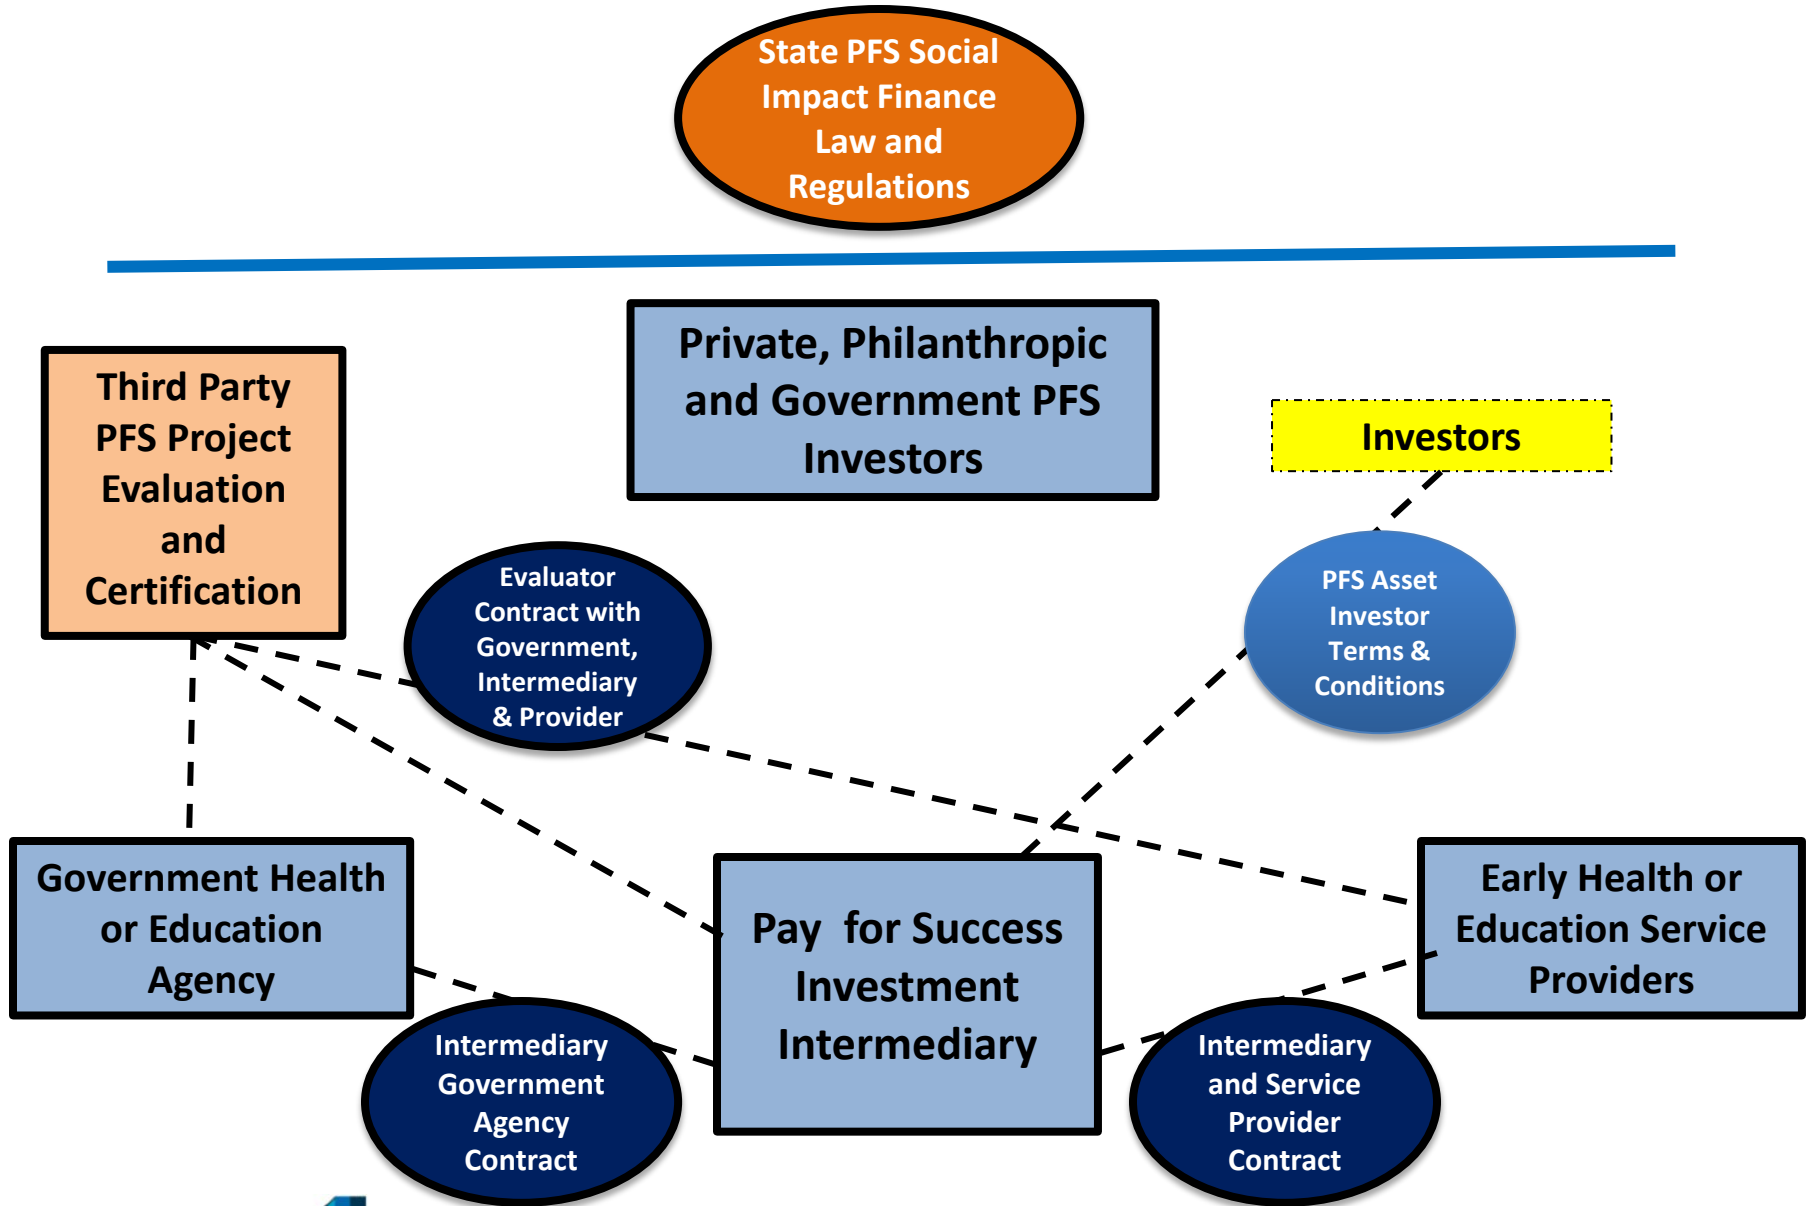 State PFS Social
Impact Finance
Law and
Regulations
Private, Philanthropic
and Government PFS
Investors
Third Party
PFS Project
Evaluation
and
Certification
Investors
Evaluator
Contract with
Government,
Intermediary
& Provider
PFS Asset
Investor
Terms &
Conditions
Government Health
or Education
Agency
Pay  for Success
Investment
Intermediary
Early Health or
Education Service
Providers
Intermediary
Government
Agency
Contract
Intermediary
and Service
Provider
Contract